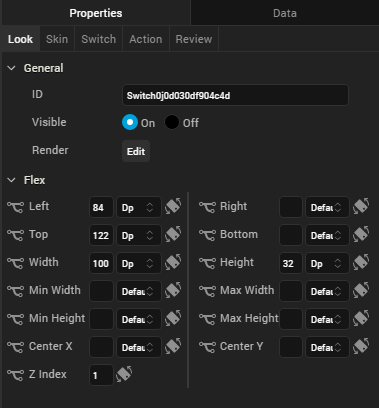 Properties Data
Look Skin Switch Action Review
General
ID Switch0j0d030df904c4d
Visible On Off
Render Edit
Flex
Left 84 Dp Right Defau
Top 122 Dp Bottom Defau
Width 100 Dp Height 32 Dp
Min Width Defau Max Width Defau
Min Height Defau Max Height Defau
Center X Defau Center Y Defau
Z Index 1